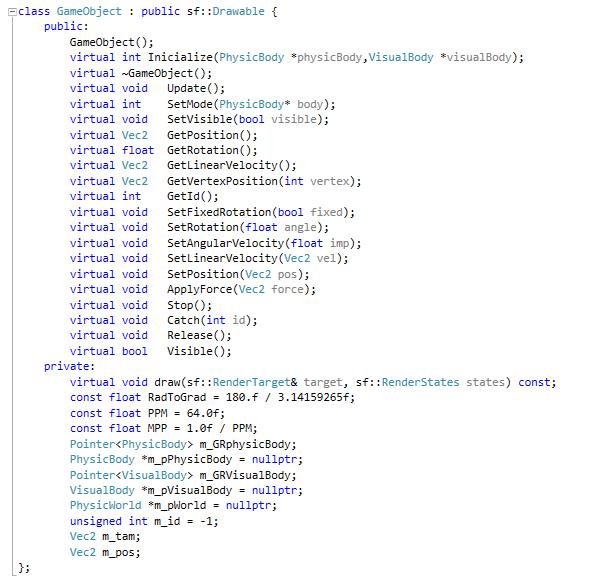 class GameObject : public sf::Drawable {
public:
GameObject();
virtual int Inicialize(PhysicBody *physicBody,VisualBody *visualBody);
virtual ~GameObject();
virtual void Update();
virtual int SetMode(PhysicBody* body);
virtual void SetVisible(bool visible);
virtual Vec2 GetPosition();
virtual float GetRotation();
virtual Vec2 GetLinearVelocity();
virtual Vec2 GetVertexPosition(int vertex);
virtual int GetId();
virtual void SetFixedRotation(bool fixed);
virtual void SetRotation(float angle);
virtual void SetAngularVelocity(float imp);
virtual void SetLinearVelocity(Vec2 vel);
virtual void SetPosition(Vec2 pos);
virtual void ApplyForce(Vec2 force);
virtual void Stop();
virtual void Catch(int id);
virtual void Release();
virtual bool Visible();
private:
virtual void draw(sf::RenderTarget& target, sf::RenderStates states) const;
const float RadToGrad = 180.f / 3.14159265f;
const float PPM = 64.0f;
const float MPP = 1.0f / PPM;
Pointer<PhysicBody> m_GRphysicBody;
PhysicBody *m_pPhysicBody = nullptr;
Pointer<VisualBody> m_GRVisualBody;
VisualBody *m_pVisualBody = nullptr;
PhysicWorld *m_pWorld = nullptr;
unsigned int m_id = -1;
Vec2 m_tam;
Vec2 m_pos;
};